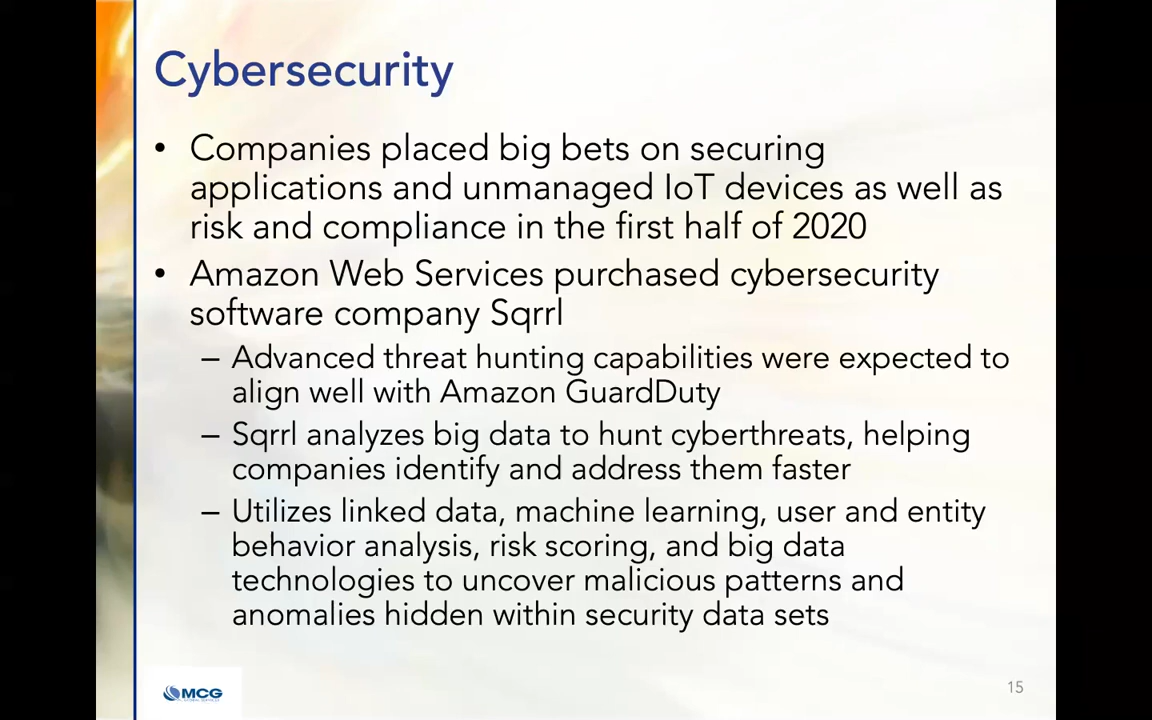 Cybersecurity
• Companies placed big bets on securing
applications and unmanaged IoT devices as well as
risk and compliance in the first half of 2020
• Amazon Web Services purchased cybersecurity
software company Sqrrl
– Advanced threat hunting capabilities were expected to
align well with Amazon GuardDuty
– Sqrrl analyzes big data to hunt cyberthreats, helping
companies identify and address them faster
– Utilizes linked data, machine learning, user and entity
behavior analysis, risk scoring, and big data
technologies to uncover malicious patterns and
anomalies hidden within security data sets
MCG
15